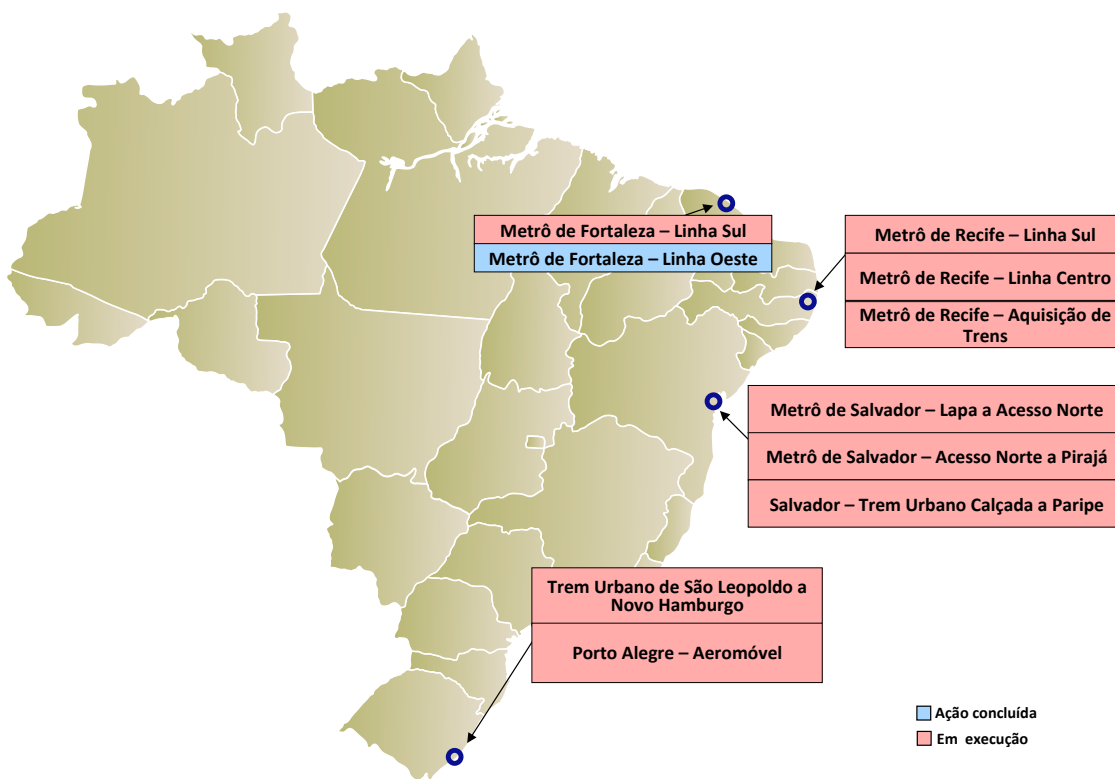 Metrô de Fortaleza – Linha Sul
Metrô de Fortaleza – Linha Oeste
Metrô de Recife – Linha Sul
Metrô de Recife – Linha Centro
Metrô de Recife – Aquisição de
Trens
Metrô de Salvador – Lapa a Acesso Norte
Metrô de Salvador – Acesso Norte a Pirajá
Salvador – Trem Urbano Calçada a Paripe
Trem Urbano de São Leopoldo a
Novo Hamburgo
Porto Alegre – Aeromóvel
Ação concluída
Em execução